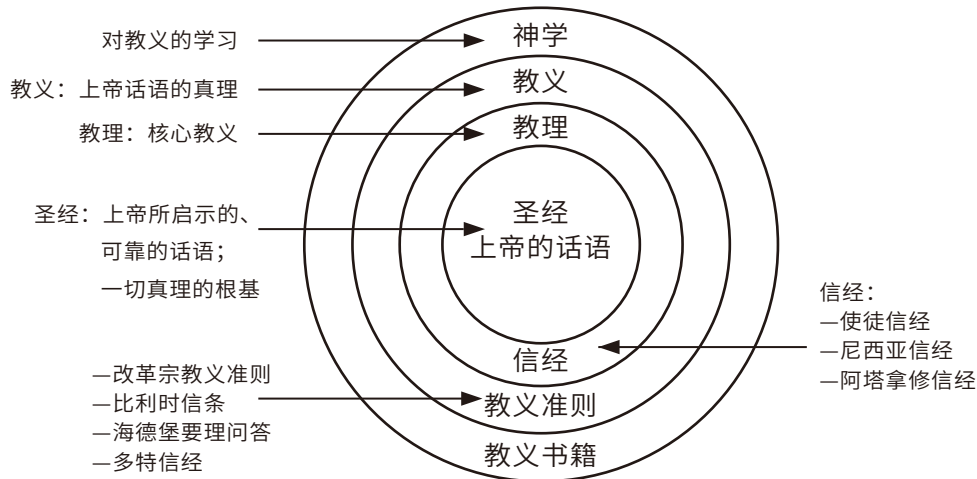 对教义的学习
教义：上帝话语的真理
教理：核心教义
圣经：上帝所启示的、
可靠的话语；
一切真理的根基
—改革宗教义准则
—比利时信条
—海德堡要理问答
—多特信经
神学
教义
教理
圣经
上帝的话语
信经
教义准则
教义书籍
信经：
—使徒信经
—尼西亚信经
—阿塔拿修信经